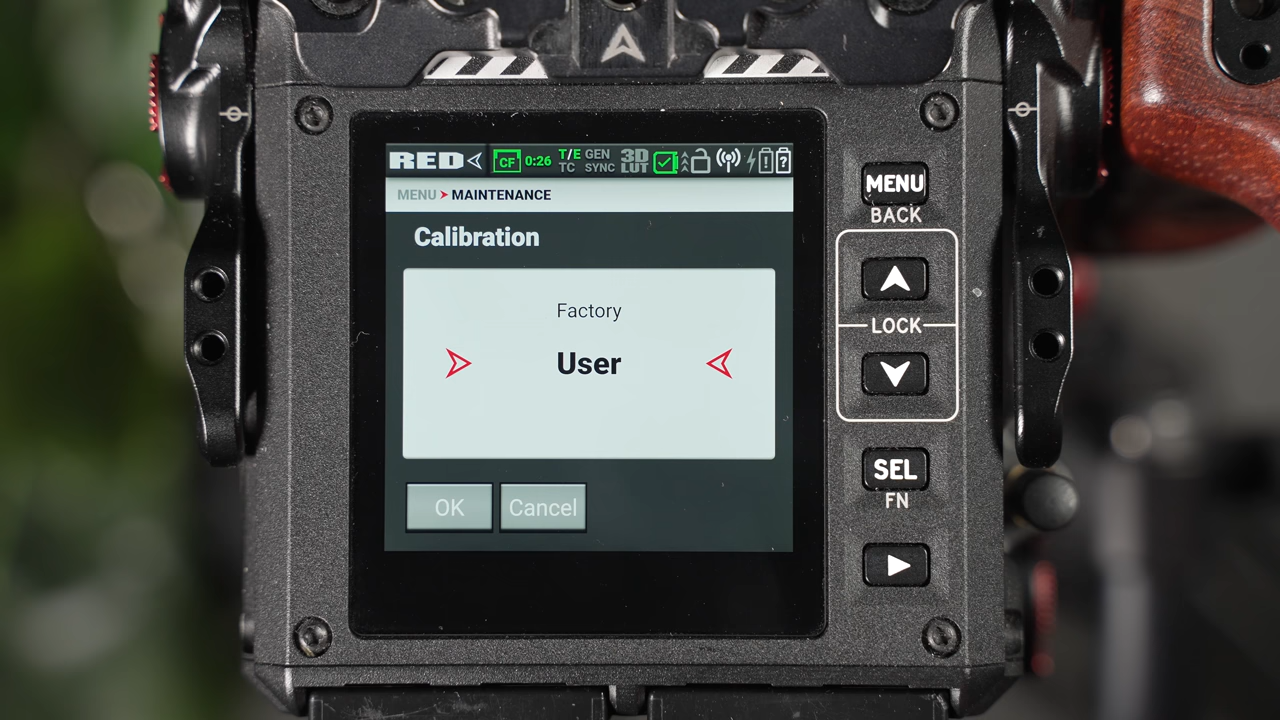 RED CF 0:26 T/E TC GEN SYNC 3D LUT ! ?
MENU MAINTENANCE
Calibration
Factory
User
OK Cancel
MENU
BACK
LOCK
SEL
FN